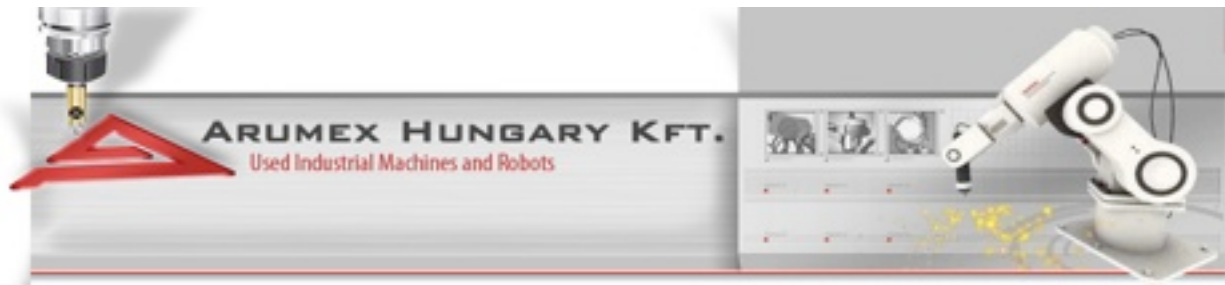 ARUMEX HUNGARY KFT.
Used Industrial Machines and Robots